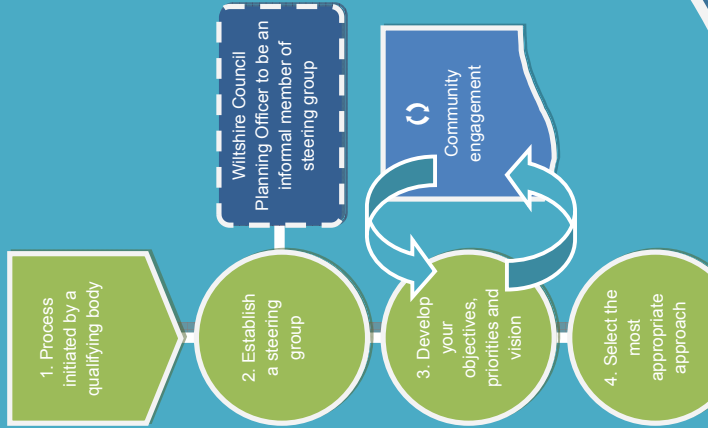 1. Process
initiated by a
qualifying body
2. Establish
a steering
group
Wiltshire Council
Planning Officer to be an
informal member of
steering group
3. Develop
your
objectives,
priorities and
vision
Community
engagement
4. Select the
most
appropriate
approach